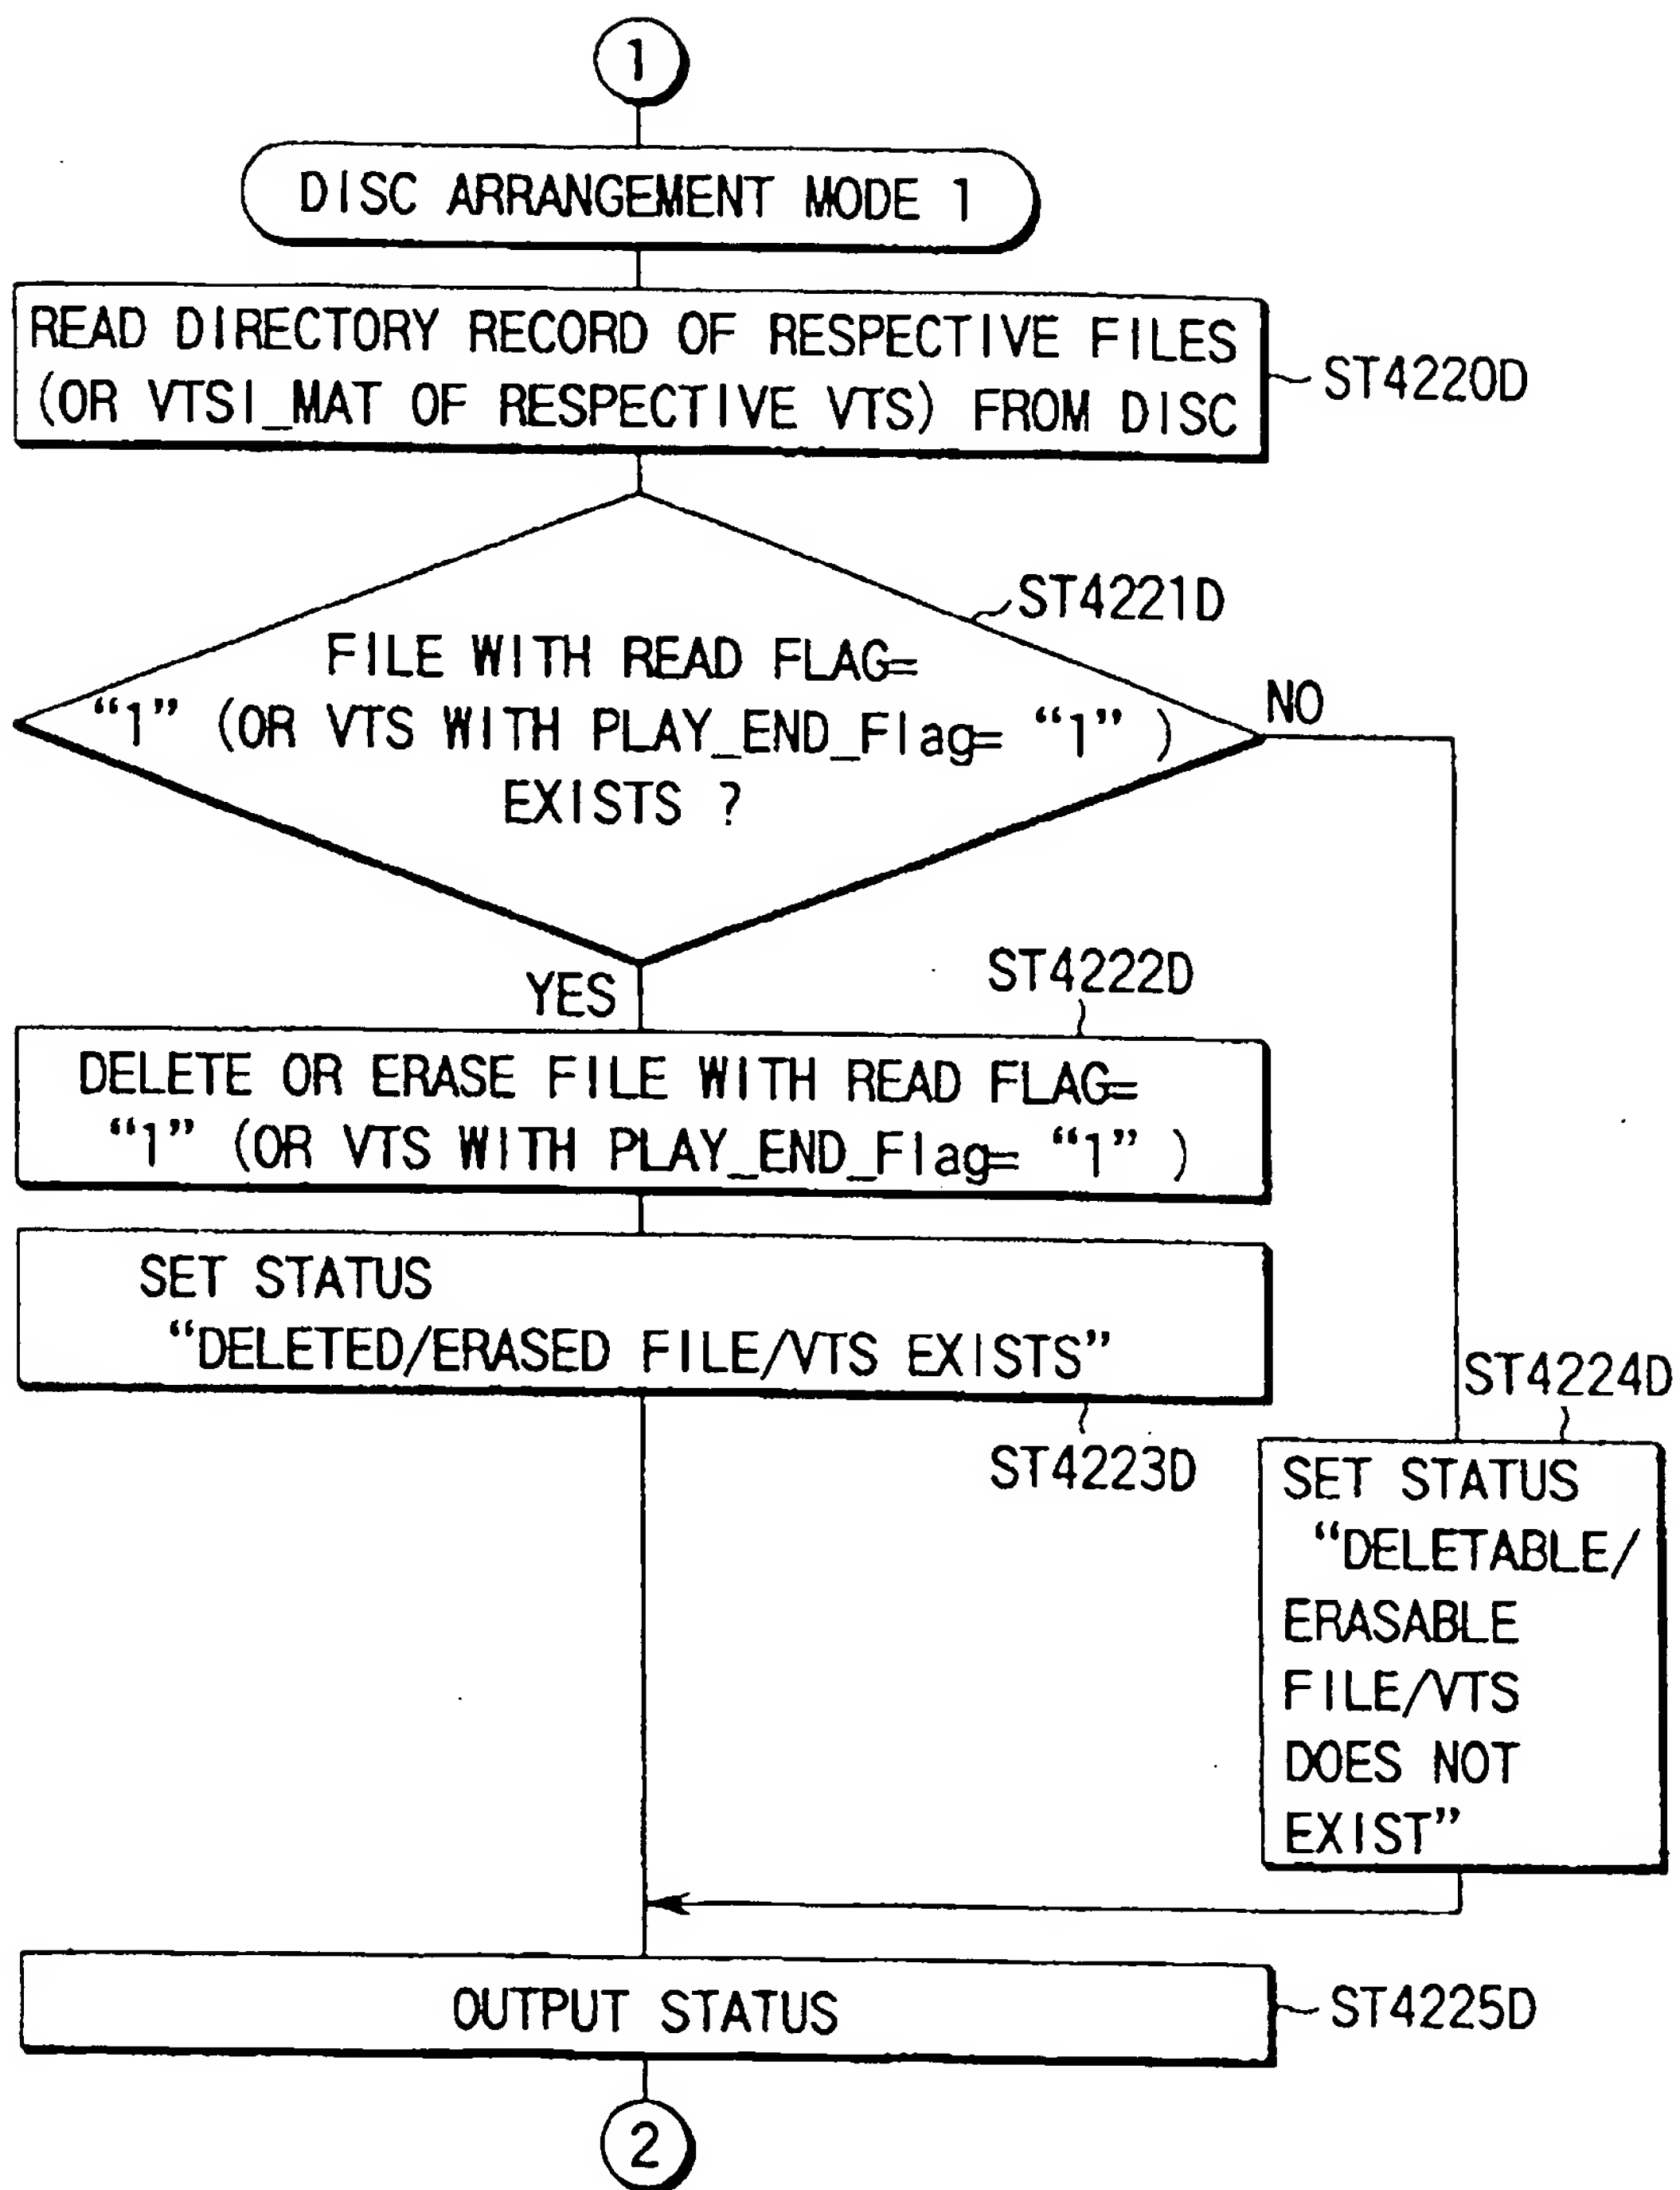 1
DISC ARRANGEMENT MODE 1
READ DIRECTORY RECORD OF RESPECTIVE FILES
(OR VTSI_MAT OF RESPECTIVE VTS) FROM DISC
ST4220D
ST4221D
FILE WITH READ FLAG=
“1” (OR VTS WITH PLAY_END_Flag= “1” )
EXISTS ?
NO
YES
ST4222D
DELETE OR ERASE FILE WITH READ FLAG=
“1” (OR VTS WITH PLAY_END_Flag= “1” )
SET STATUS
“DELETED/ERASED FILE/VTS EXISTS”
ST4223D
ST4224D
SET STATUS
“DELETABLE/
ERASABLE
FILE/VTS
DOES NOT
EXIST”
OUTPUT STATUS
ST4225D
2